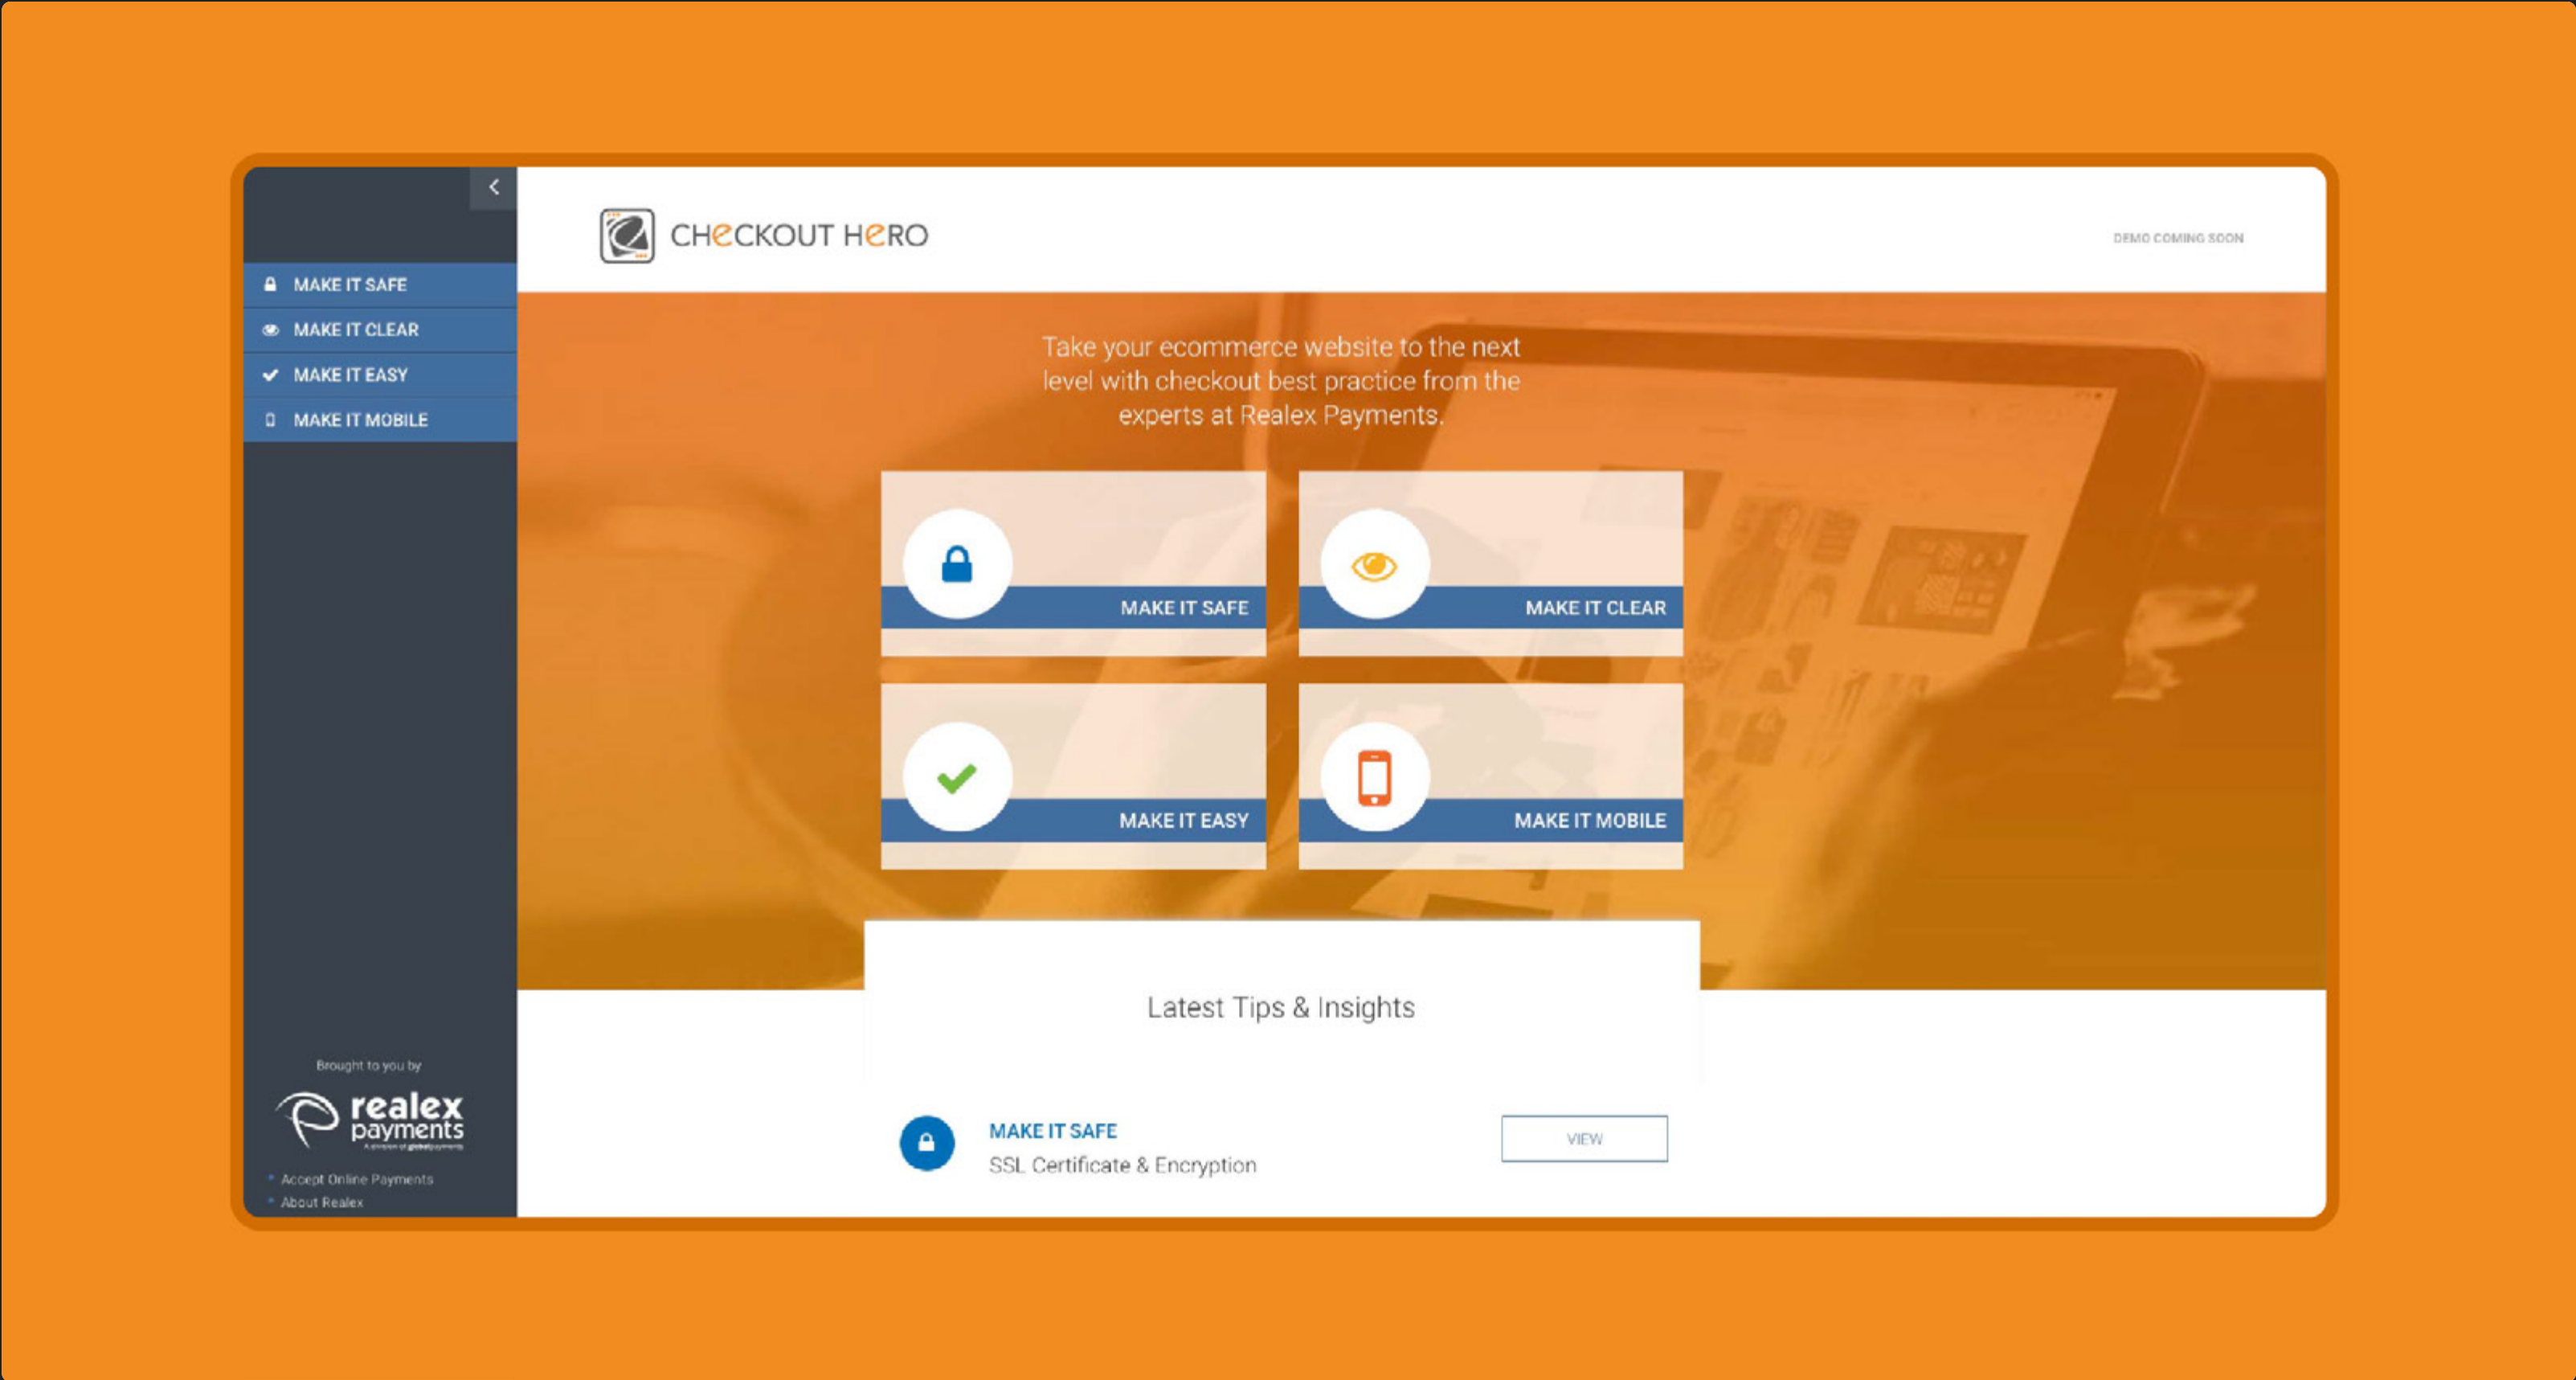 CHeCKOUT HeRO
DEMO COMING SOON
MAKE IT SAFE
MAKE IT CLEAR
MAKE IT EASY
MAKE IT MOBILE
Take your ecommerce website to the next
level with checkout best practice from the
experts at Realex Payments.
MAKE IT SAFE
MAKE IT CLEAR
MAKE IT EASY
MAKE IT MOBILE
Latest Tips & Insights
MAKE IT SAFE
SSL Certificate & Encryption
VIEW
Brought to you by
realex
payments
A division of globalpayments
Accept Online Payments
About Realex